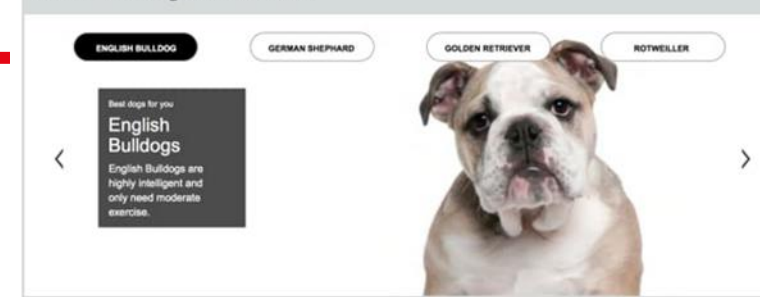 ENGLISH BULLDOG
GERMAN SHEPHARD
GOLDEN RETRIEVER
ROTWEILLER
Best dogs for you
English
Bulldogs
English Bulldogs are
highly intelligent and
only need moderate
exercise.